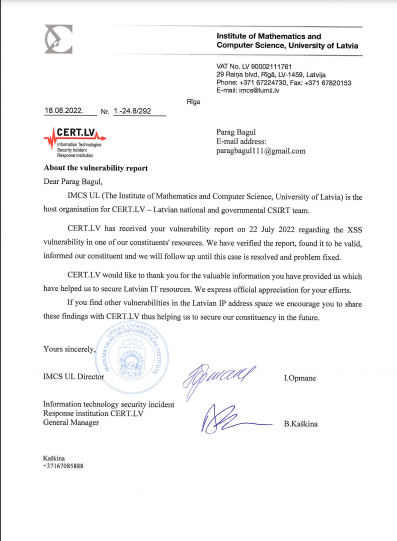 Institute of Mathematics and
Computer Science, University of Latvia
VAT No. LV 90002111761
29 Raiņa blvd, Rīgā, LV-1459, Latvija
Phone: +371 67224730, Fax: +371 67820153
E-mail: imcs@lumii.lv
Rīga
18.08.2022. Nr. 1.-24.8/292
CERT.LV
Information Technologies
Security Incident
Response Institution
Parag Bagul
E-mail address:
paragbagul111@gmail.com
About the vulnerability report
Dear Parag Bagul,
IMCS UL (The Institute of Mathematics and Computer Science, University of Latvia) is the
host organisation for CERT.LV – Latvian national and governmental CSIRT team.
CERT.LV has received your vulnerability report on 22 July 2022 regarding the XSS
vulnerability in one of our constituents' resources. We have verified the report, found it to be valid,
informed our constituent and we will follow up until this case is resolved and problem fixed.
CERT.LV would like to thank you for the valuable information you have provided us which
have helped us to secure Latvian IT resources. We express official appreciation for your efforts.
If you find other vulnerabilities in the Latvian IP address space we encourage you to share
these findings with CERT.LV thus helping us to secure our constituency in the future.
Yours sincerely,
IMCS UL Director
I.Opmane
Information technology security incident
Response institution CERT.LV
General Manager
B.Kaškina
Kaškina
+37167085888